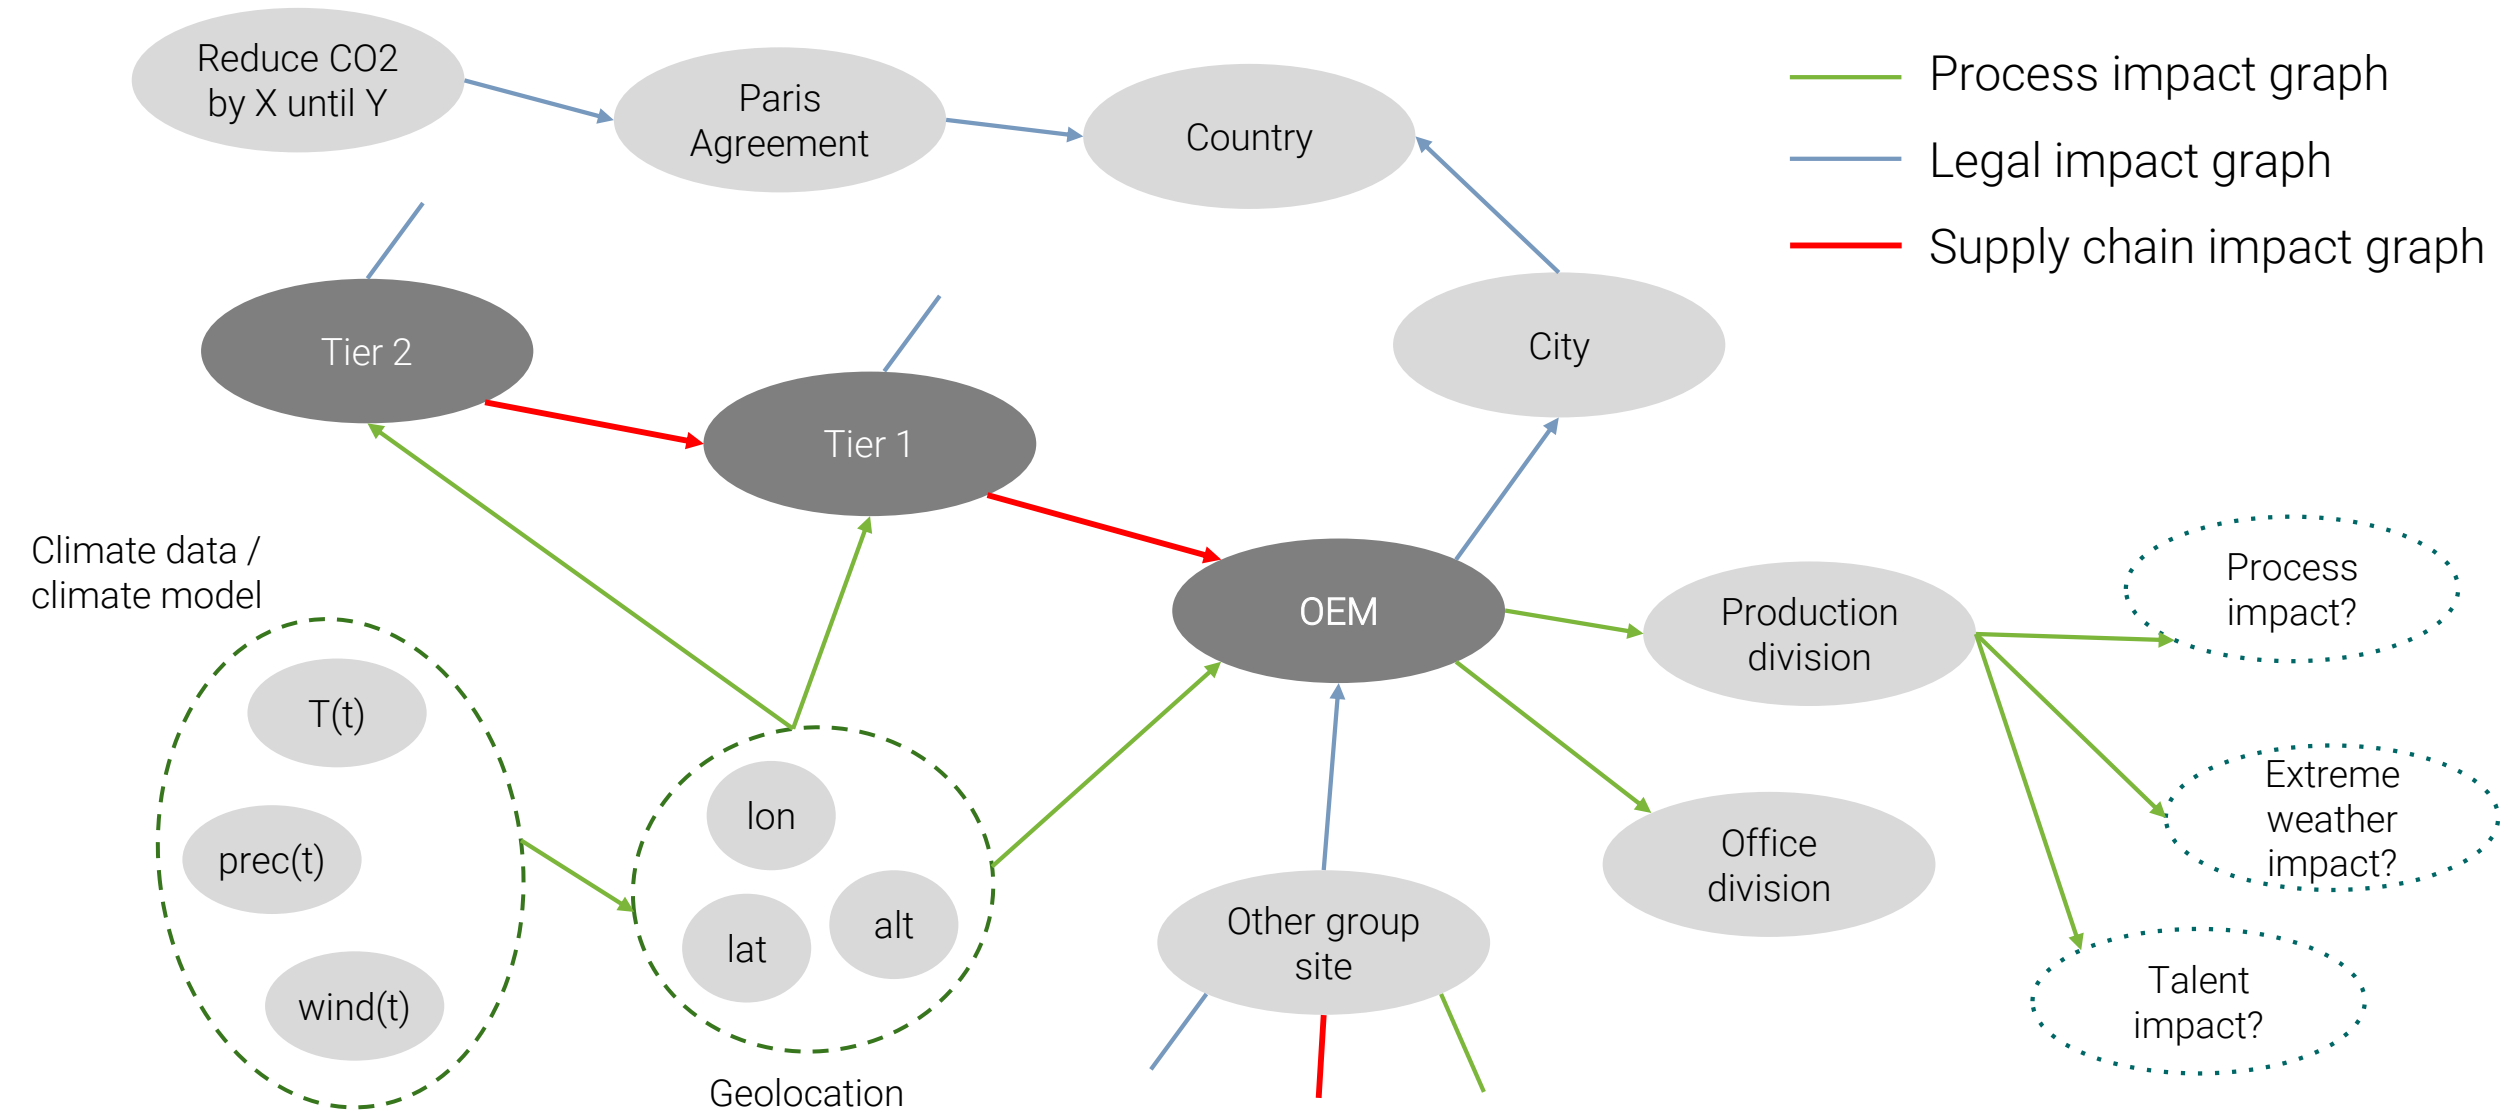 Reduce CO2
by X until Y
Paris
Agreement
Country
Process impact graph
Legal impact graph
Supply chain impact graph
Tier 2
City
Tier 1
Climate data /
climate model
OEM
Production
division
Process
impact?
T(t)
prec(t)
wind(t)
lon
lat
alt
Geolocation
Office
division
Extreme
weather
impact?
Other group
site
Talent
impact?